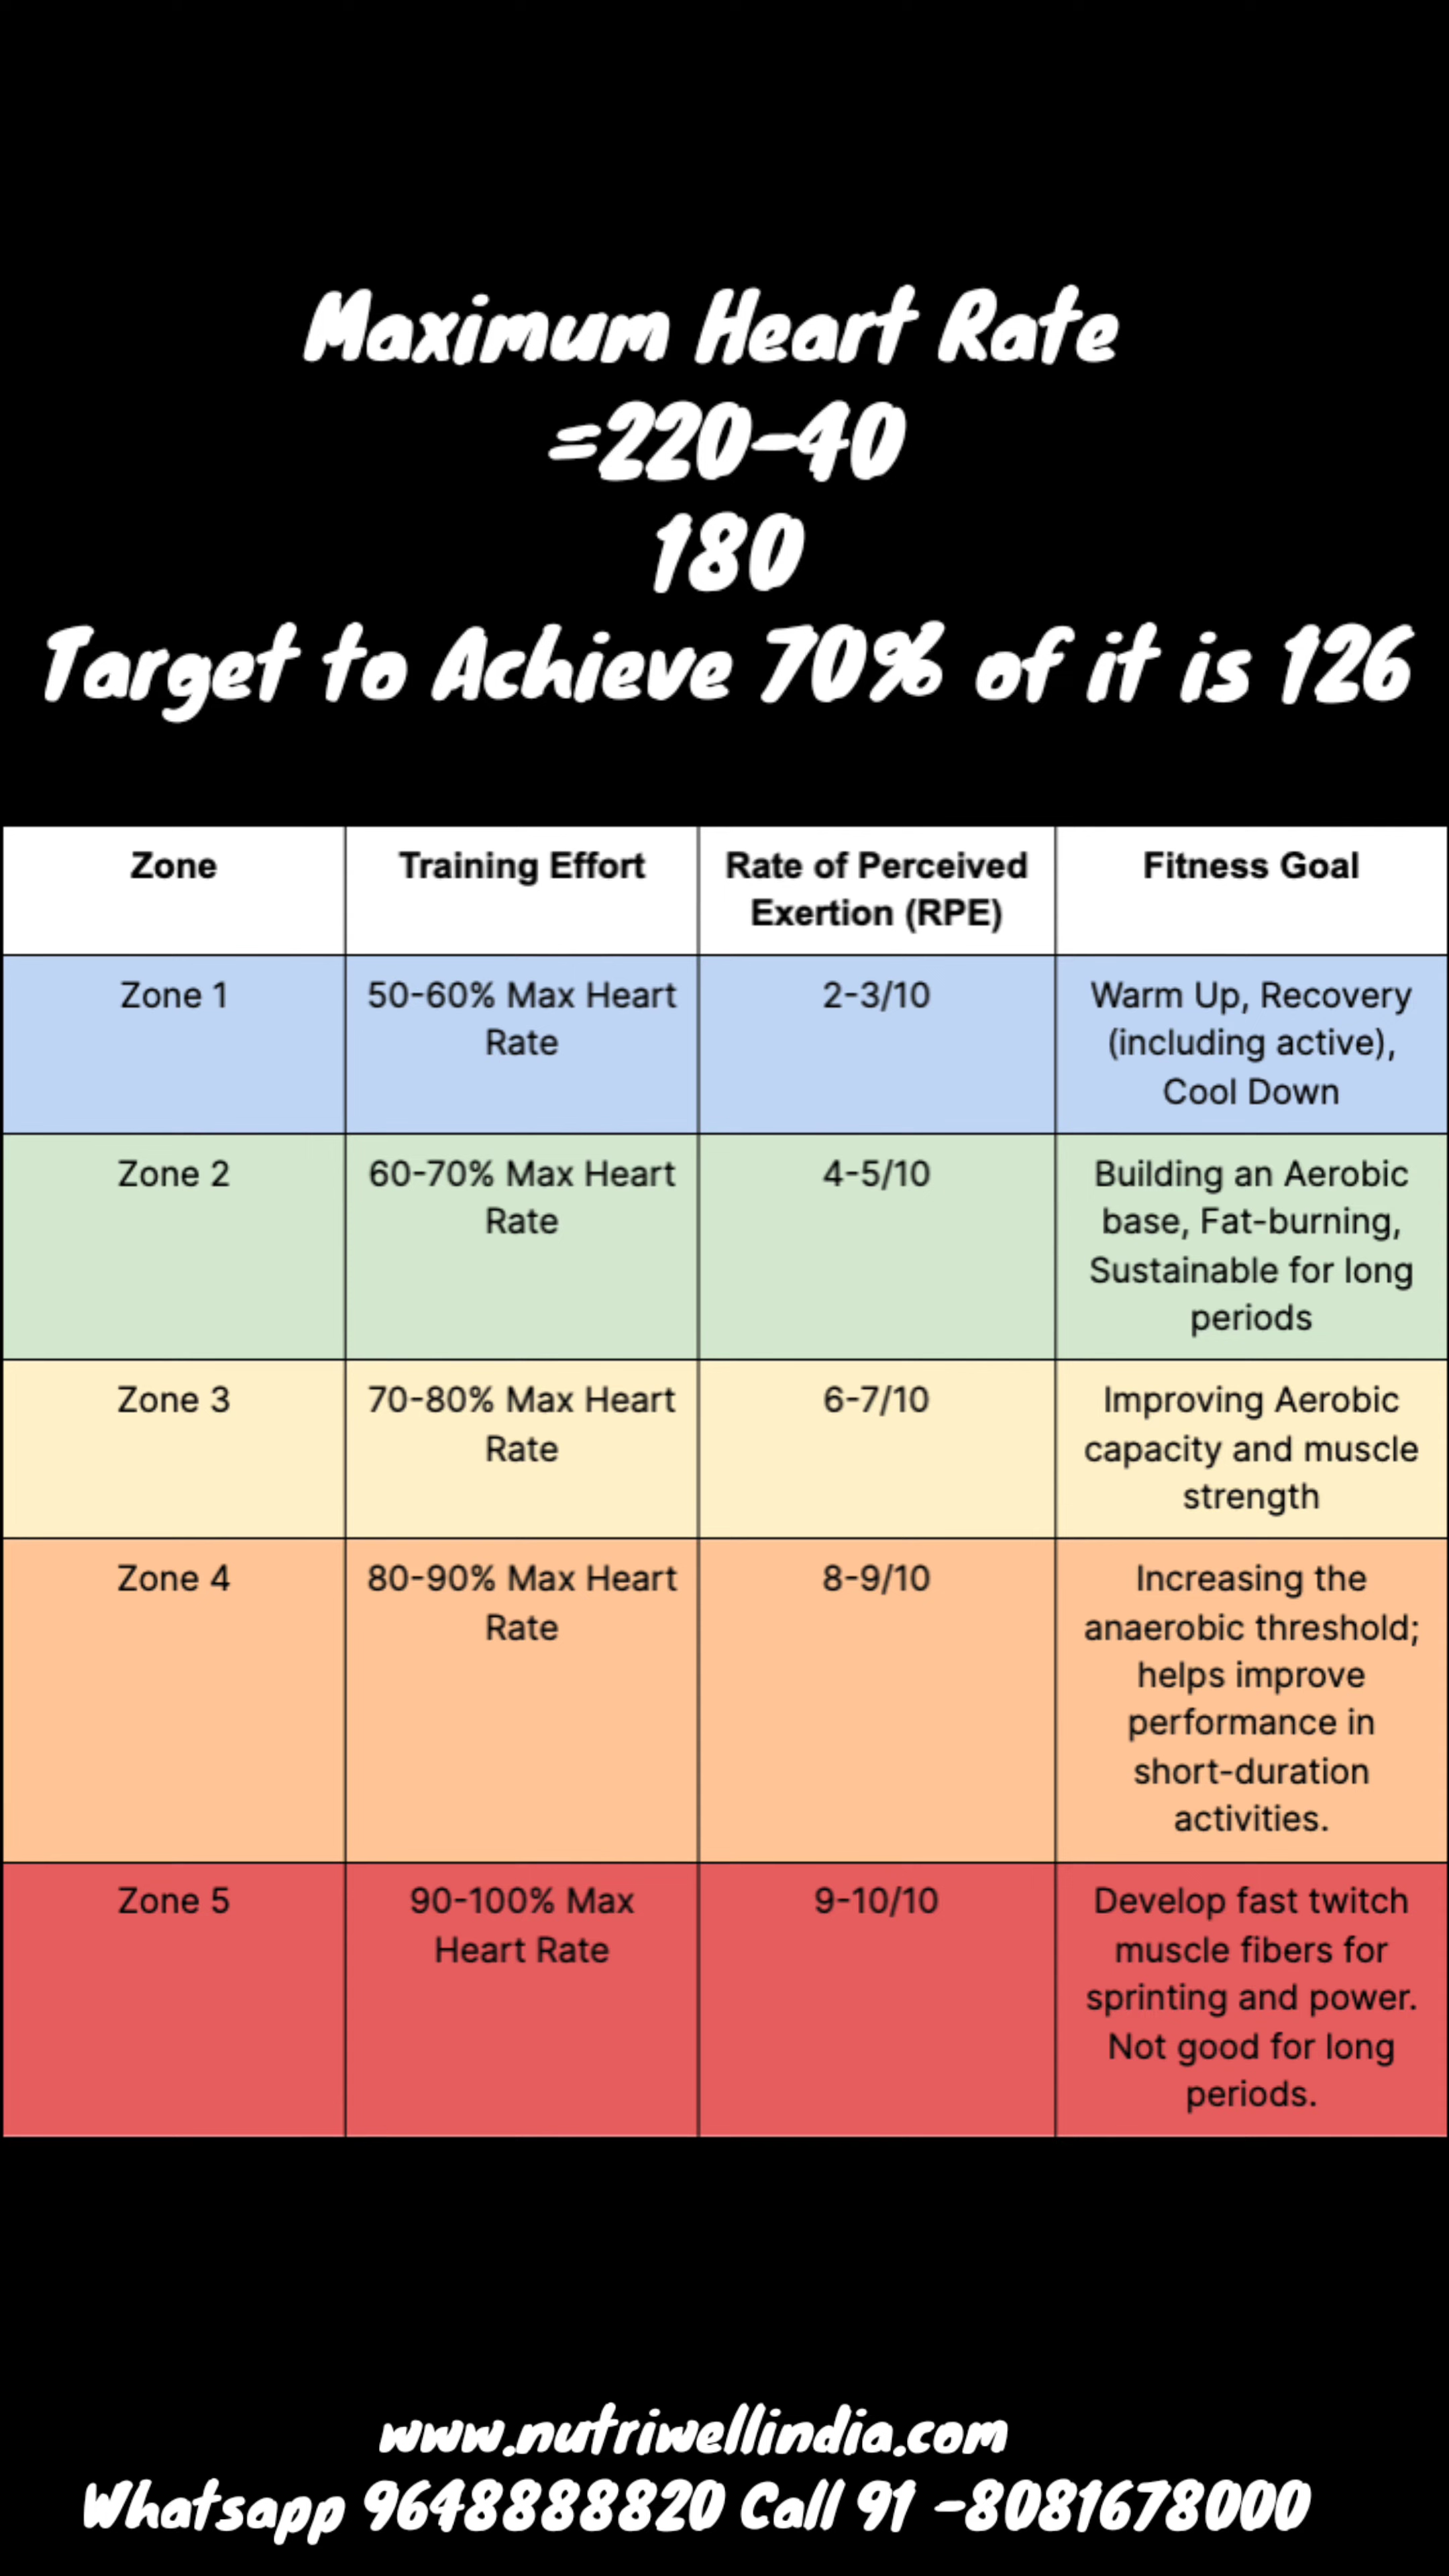 Maximum Heart Rate
=220-40
180
Target to Achieve 70% of it is 126
Zone
Training Effort
Rate of Perceived
Exertion (RPE)
Fitness Goal
Zone 1
50-60% Max Heart
Rate
2-3/10
Warm Up, Recovery
(including active),
Cool Down
Zone 2
60-70% Max Heart
Rate
4-5/10
Building an Aerobic
base, Fat-burning,
Sustainable for long
periods
Zone 3
70-80% Max Heart
Rate
6-7/10
Improving Aerobic
capacity and muscle
strength
Zone 4
80-90% Max Heart
Rate
8-9/10
Increasing the
anaerobic threshold;
helps improve
performance in
short-duration
activities.
Zone 5
90-100% Max
Heart Rate
9-10/10
Develop fast twitch
muscle fibers for
sprinting and power.
Not good for long
periods.
www.nutriwellindia.com
Whatsapp 9648888820 Call 91 -8081678000